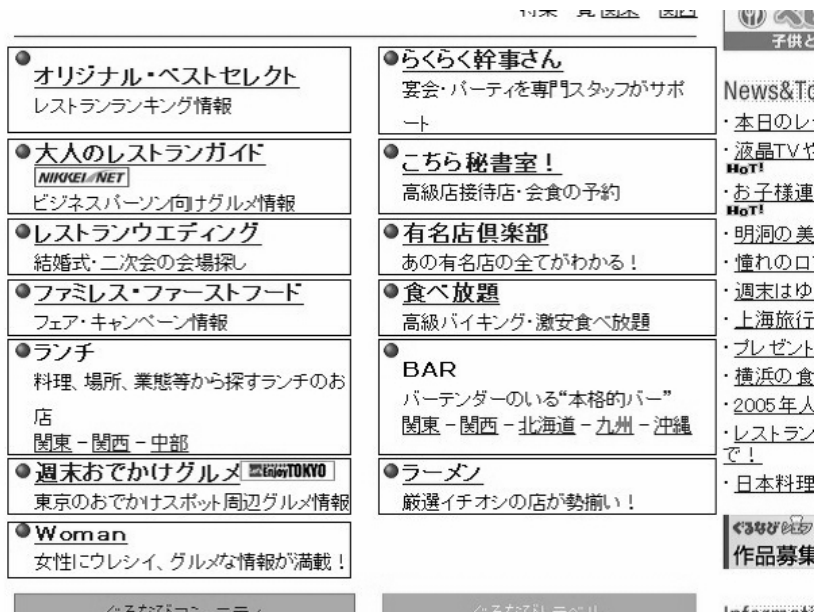 関東 関西
オリジナル・ベストセレクト
レストランランキング情報
大人のレストランガイド
NIKKEI NET
ビジネスパーソン向けグルメ情報
レストランウエディング
結婚式・二次会の会場探し
ファミレス・ファーストフード
フェア・キャンペーン情報
ランチ
料理、場所、業態等から探すランチのお
店
関東－関西－中部
週末おでかけグルメ EnjoyTOKYO
東京のおでかけスポット周辺グルメ情報
Woman
女性にウレシイ、グルメな情報が満載！
らくらく幹事さん
宴会・パーティを専門スタッフがサポ
ート
こちら秘書室！
高級店接待店・会食の予約
有名店倶楽部
あの有名店の全てがわかる！
食べ放題
高級バイキング・激安食べ放題
BAR
バーテンダーのいる“本格的バー”
関東－関西－北海道－九州－沖縄
ラーメン
厳選イチオシの店が勢揃い！
子供と
News&To
・本日のレ
・液晶TVや
HOT!
・お子様連
HOT!
・明洞の美
・憧れのロ
・週末はゆ
・上海旅行
・プレゼント
・横浜の食
・2005年人
・レストラン
で！
・日本料理
ぐるなび
作品募集